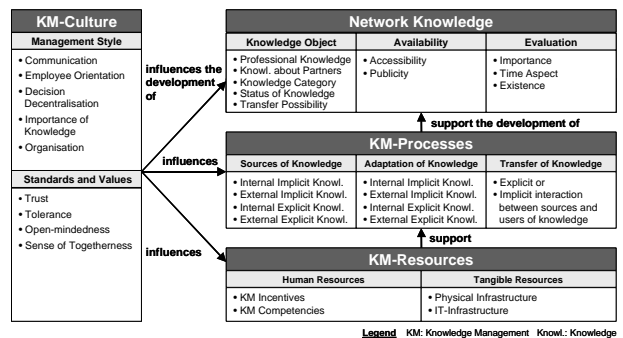 KM-Culture
Management Style
• Communication
• Employee Orientation
• Decision
Decentralisation
• Importance of
Knowledge
• Organisation
Standards and Values
• Trust
• Tolerance
• Open-mindedness
• Sense of Togetherness
influences the
development
of
influences
influences
Network Knowledge
Knowledge Object
• Professional Knowledge
• Knowl. about Partners
• Knowledge Category
• Status of Knowledge
• Transfer Possibility
Availability
• Accessibility
• Publicity
Evaluation
• Importance
• Time Aspect
• Existence
support the development of
KM-Processes
Sources of Knowledge
• Internal Implicit Knowl.
• External Implicit Knowl.
• Internal Explicit Knowl.
• External Explicit Knowl.
Adaptation of Knowledge
• Internal Implicit Knowl.
• External Implicit Knowl.
• Internal Explicit Knowl.
• External Explicit Knowl.
Transfer of Knowledge
• Explicit or
• Implicit interaction
between sources and
users of knowledge
support
KM-Resources
Human Resources
• KM Incentives
• KM Competencies
Tangible Resources
• Physical Infrastructure
• IT-Infrastructure
Legend KM: Knowledge Management Knowl.: Knowledge